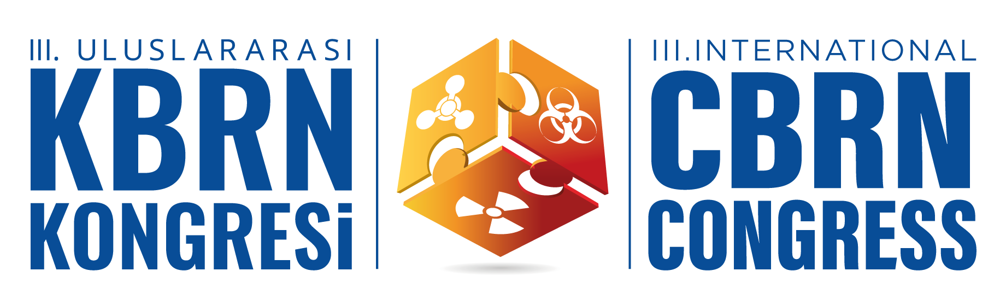 III. ULUSLARARASI
KBRN
KONGRESi
III.INTERNATIONAL
CBRN
CONGRESS